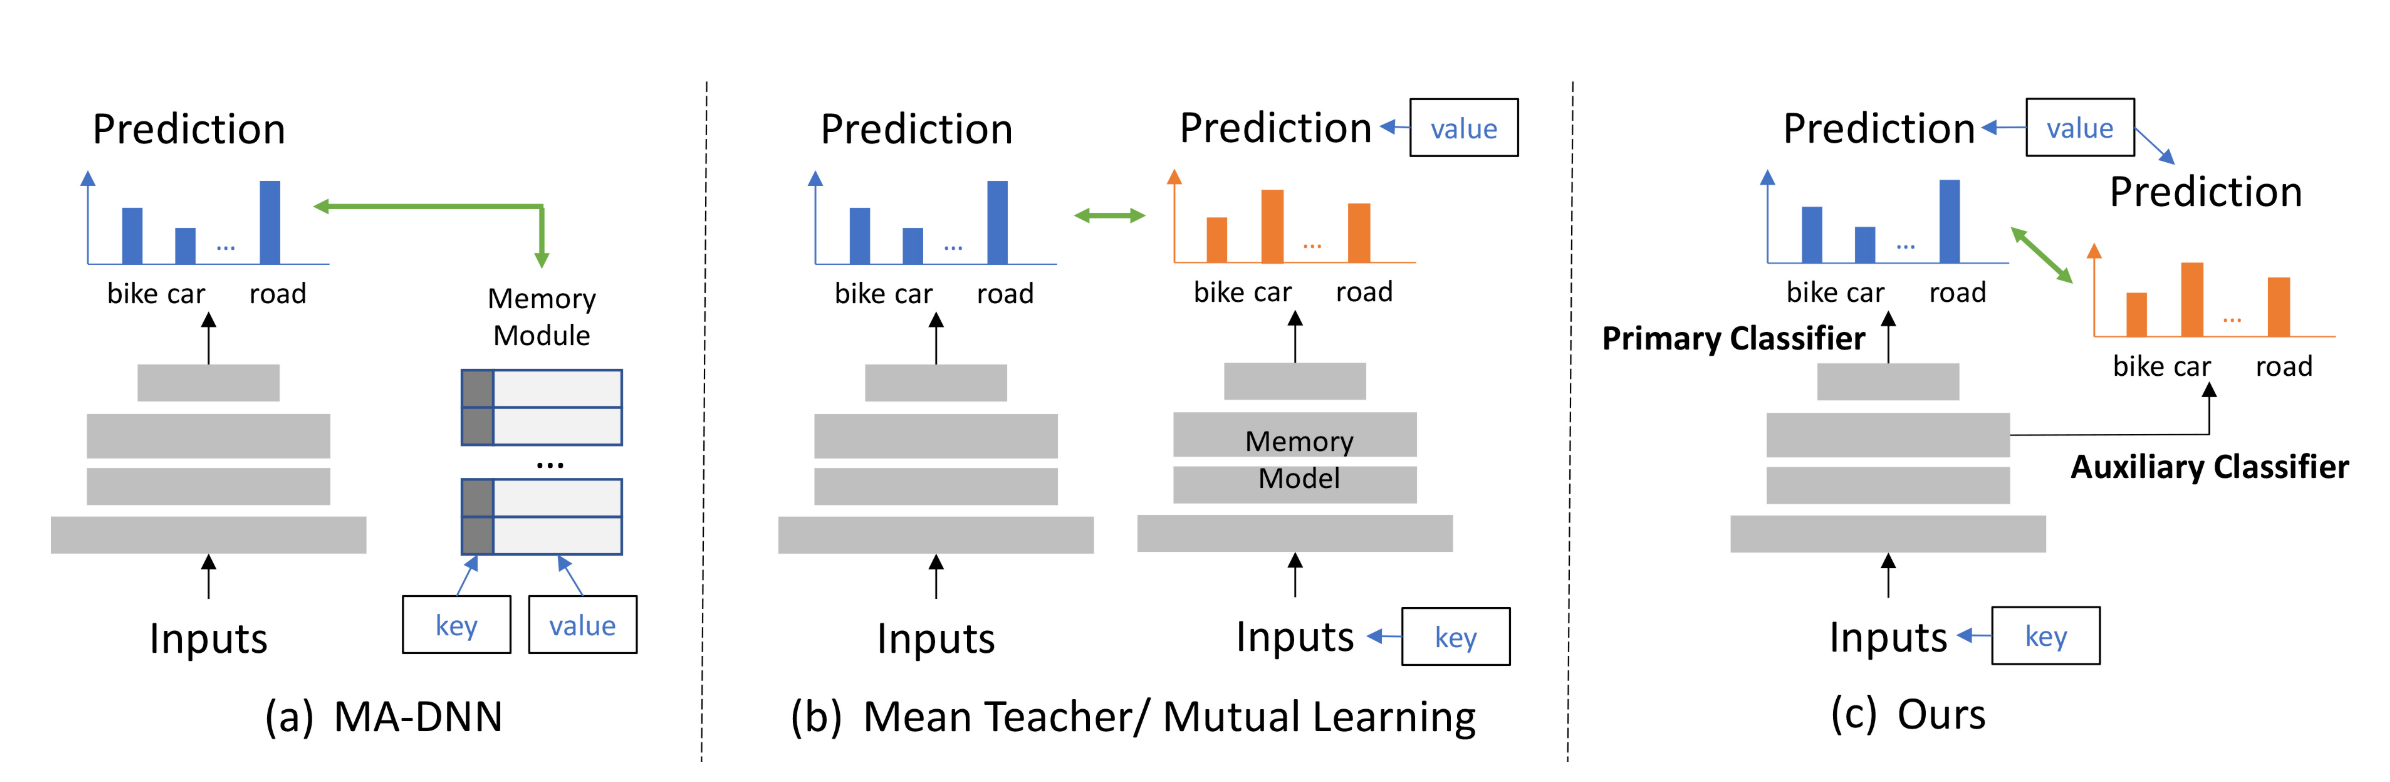 Prediction
...
bike car road
Memory
Module
...
key value
Inputs
(a) MA-DNN
Prediction
...
bike car road
Inputs
Prediction
value
...
bike car road
Memory
Model
Inputs
key
(b) Mean Teacher/ Mutual Learning
Prediction
value
Prediction
...
bike car road
Primary Classifier
...
bike car road
Auxiliary Classifier
Inputs
key
(c) Ours